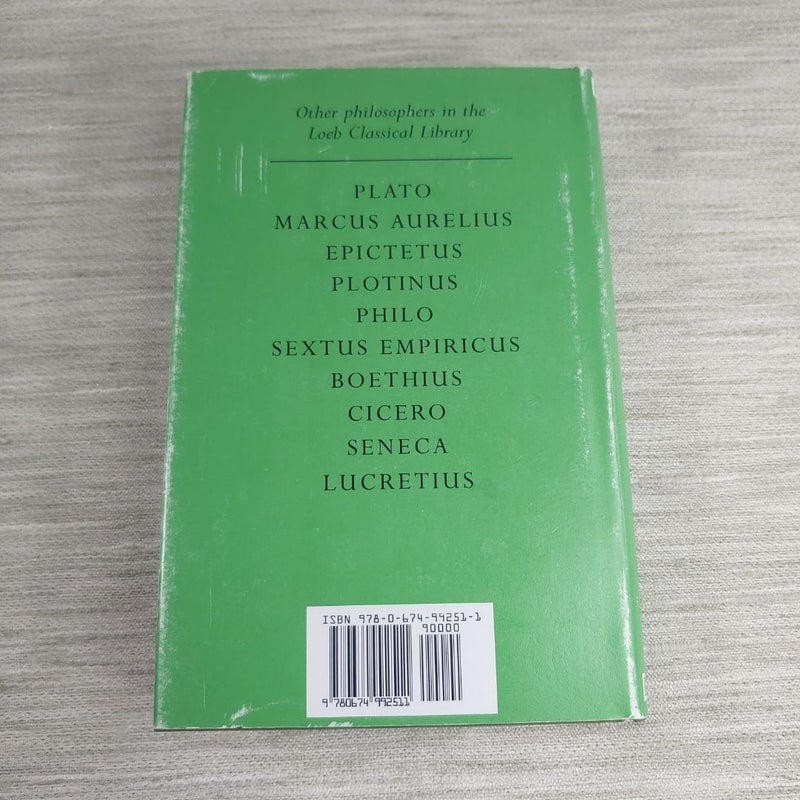 Other philosophers in the
Loeb Classical Library
PLATO
MARCUS AURELIUS
EPICTETUS
PLOTINUS
PHILO
SEXTUS EMPIRICUS
BOETHIUS
CICERO
SENECA
LUCRETIUS
ISBN 978-0-674-99251-1
90000
9 780674 992511